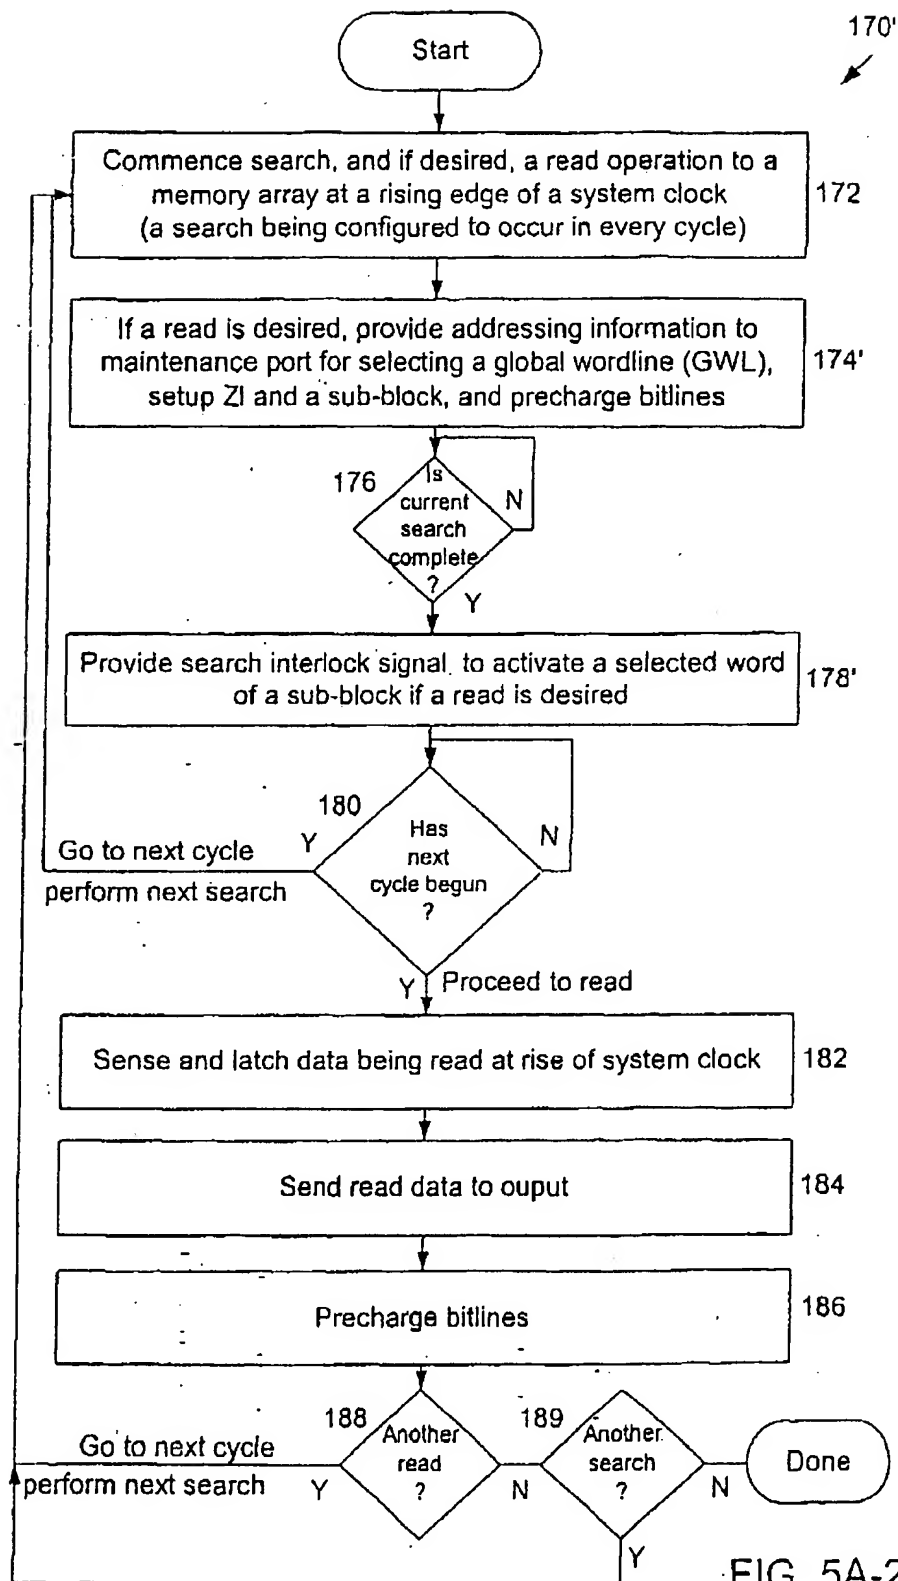 170'
Start
Commence search, and if desired, a read operation to a
memory array at a rising edge of a system clock
(a search being configured to occur in every cycle)
172
If a read is desired, provide addressing information to
maintenance port for selecting a global wordline (GWL),
setup ZI and a sub-block, and precharge bitlines
174'
176
Is
current
search
complete
?
N
Y
Provide search interlock signal to activate a selected word
of a sub-block if a read is desired
178'
180
Has
next
cycle begun
?
Y
N
Go to next cycle
perform next search
Y
Proceed to read
Sense and latch data being read at rise of system clock
182
Send read data to ouput
184
Precharge bitlines
186
188
Another
read
?
Y
N
Go to next cycle
perform next search
189
Another
search
?
N
Y
Done
FIG. 5A-2